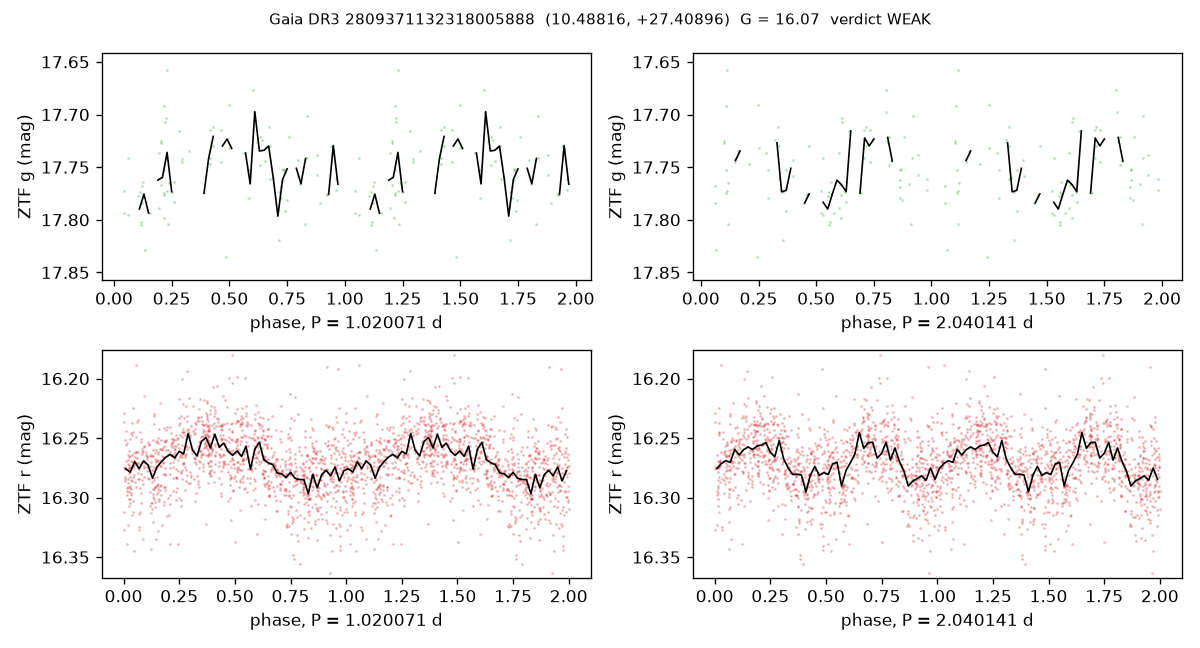 Gaia DR3 2809371132318005888 (10.48816, +27.40896) G = 16.07 verdict WEAK
ZTF g (mag)
17.65
17.70
17.75
17.80
17.85
0.00 0.25 0.50 0.75 1.00 1.25 1.50 1.75 2.00
phase, P = 1.020071 d
ZTF g (mag)
17.65
17.70
17.75
17.80
17.85
0.00 0.25 0.50 0.75 1.00 1.25 1.50 1.75 2.00
phase, P = 2.040141 d
ZTF r (mag)
16.20
16.25
16.30
16.35
0.00 0.25 0.50 0.75 1.00 1.25 1.50 1.75 2.00
phase, P = 1.020071 d
ZTF r (mag)
16.20
16.25
16.30
16.35
0.00 0.25 0.50 0.75 1.00 1.25 1.50 1.75 2.00
phase, P = 2.040141 d